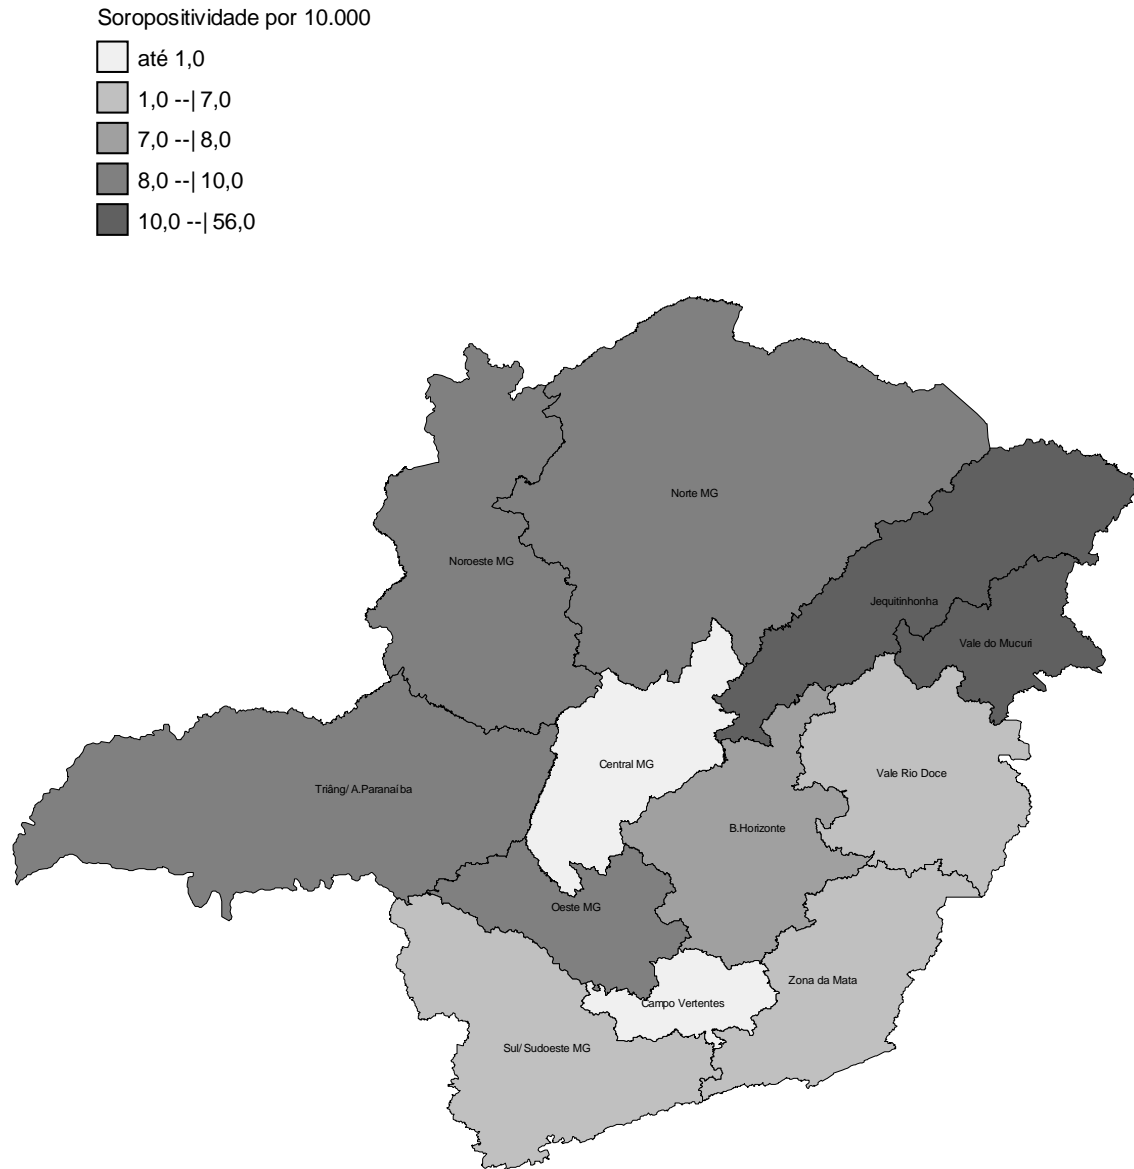 Soropositividade por 10.000
até 1,0
1,0 --| 7,0
7,0 --| 8,0
8,0 --| 10,0
10,0 --| 56,0
Norte MG
Noroeste MG
Jequitinhonha
Vale do Mucuri
Central MG
Vale Rio Doce
Triâng/ A.Paranaíba
B.Horizonte
Oeste MG
Zona da Mata
Campo Vertentes
Sul/ Sudoeste MG